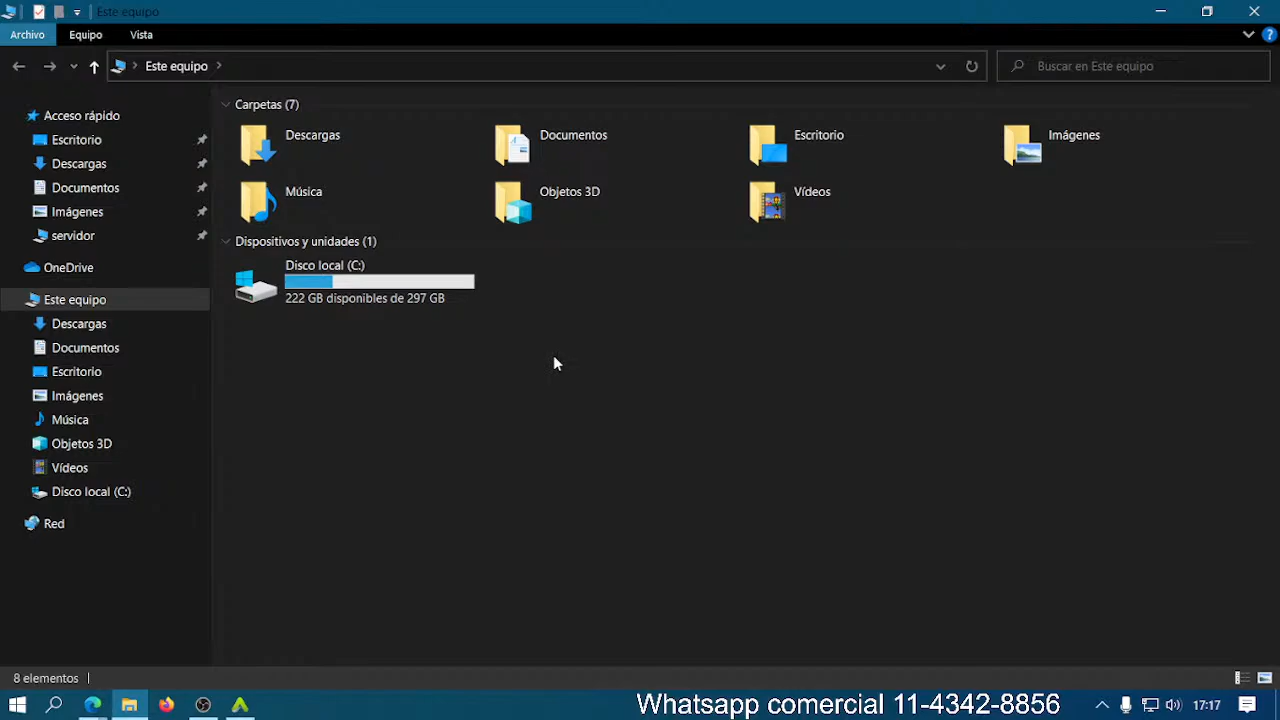 Este equipo
Archivo
Equipo
Vista
Este equipo
Buscar en Este equipo
Acceso rápido
Escritorio
Descargas
Documentos
Imágenes
servidor
OneDrive
Este equipo
Descargas
Documentos
Escritorio
Imágenes
Música
Objetos 3D
Vídeos
Disco local (C:)
Red
Carpetas (7)
Descargas
Documentos
Escritorio
Imágenes
Música
Objetos 3D
Vídeos
Dispositivos y unidades (1)
Disco local (C:)
222 GB disponibles de 297 GB
8 elementos
Whatsapp comercial 11-4342-8856
17:17